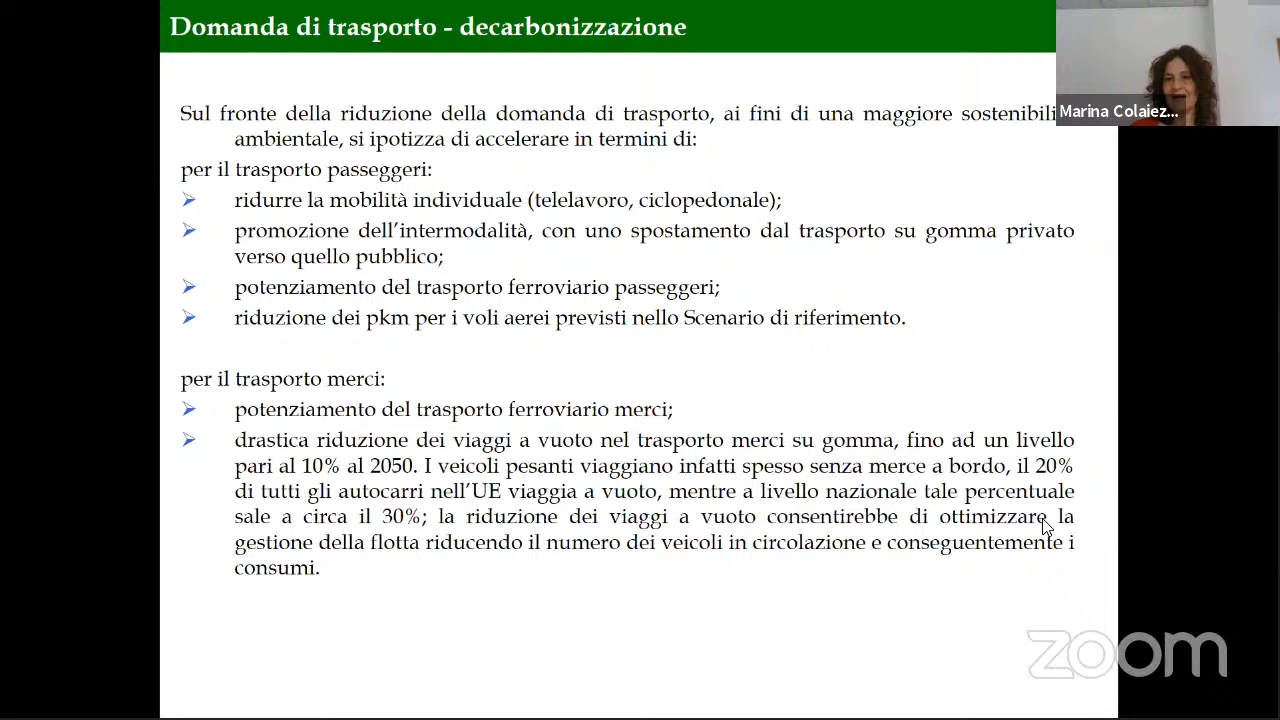 Domanda di trasporto - decarbonizzazione
Marina Colaiez...
Sul fronte della riduzione della domanda di trasporto, ai fini di una maggiore sostenibili
ambientale, si ipotizza di accelerare in termini di:
per il trasporto passeggeri:
ridurre la mobilità individuale (telelavoro, ciclopedonale);
promozione dell'intermodalità, con uno spostamento dal trasporto su gomma privato
verso quello pubblico;
potenziamento del trasporto ferroviario passeggeri;
riduzione dei pkm per i voli aerei previsti nello Scenario di riferimento.
per il trasporto merci:
potenziamento del trasporto ferroviario merci;
drastica riduzione dei viaggi a vuoto nel trasporto merci su gomma, fino ad un livello
pari al 10% al 2050. I veicoli pesanti viaggiano infatti spesso senza merce a bordo, il 20%
di tutti gli autocarri nell'UE viaggia a vuoto, mentre a livello nazionale tale percentuale
sale a circa il 30%; la riduzione dei viaggi a vuoto consentirebbe di ottimizzare la
gestione della flotta riducendo il numero dei veicoli in circolazione e conseguentemente i
consumi.
zoom